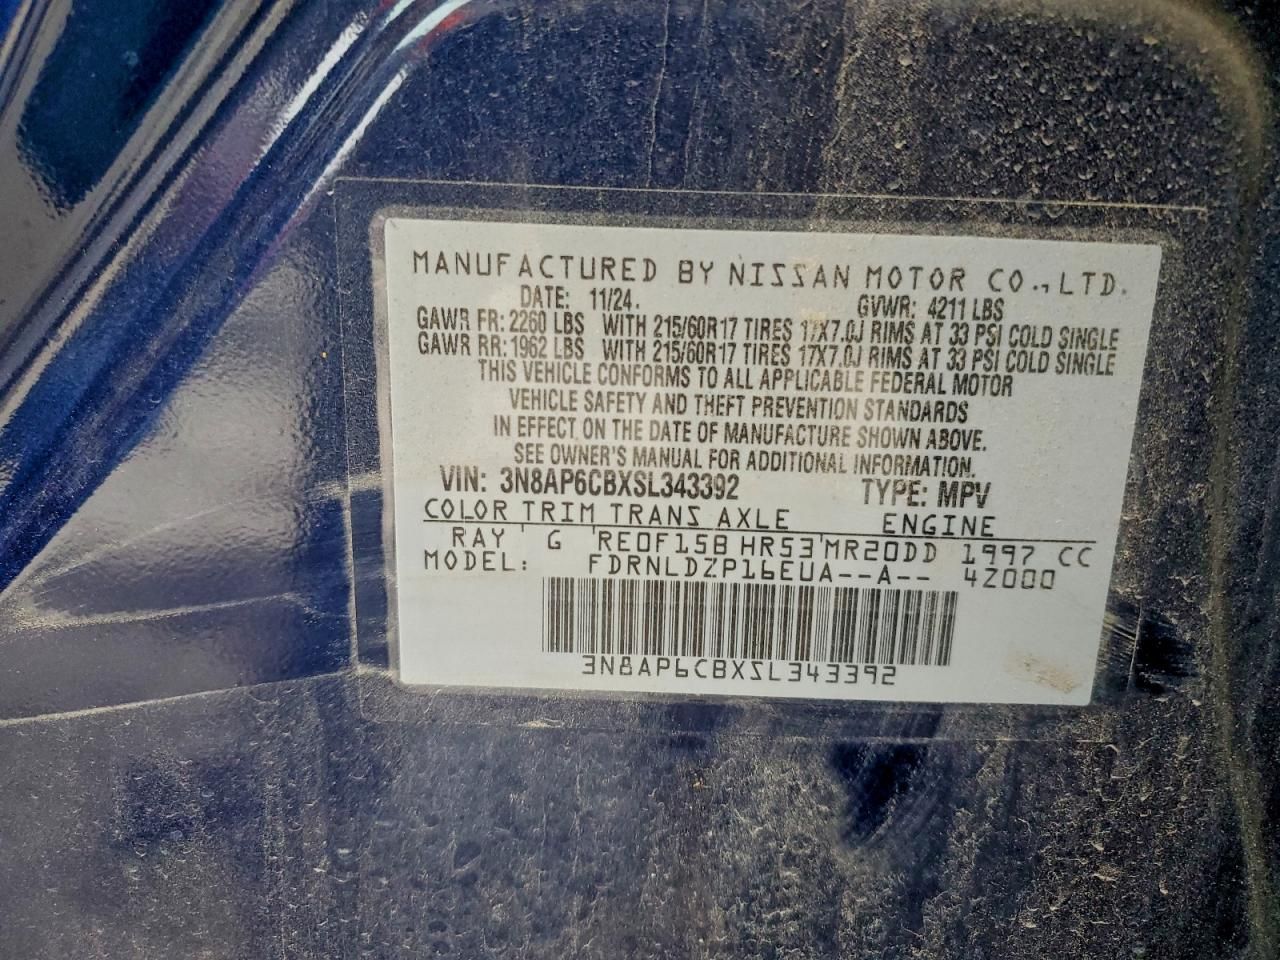 MANUFACTURED BY NISSAN MOTOR CO.,LTD.
DATE: 11/24. GVWR: 4211 LBS
GAWR FR: 2260 LBS WITH 215/60R17 TIRES 17X7.0J RIMS AT 33 PSI COLD SINGLE
GAWR RR: 1962 LBS WITH 215/60R17 TIRES 17X7.0J RIMS AT 33 PSI COLD SINGLE
THIS VEHICLE CONFORMS TO ALL APPLICABLE FEDERAL MOTOR
VEHICLE SAFETY AND THEFT PREVENTION STANDARDS
IN EFFECT ON THE DATE OF MANUFACTURE SHOWN ABOVE.
SEE OWNER'S MANUAL FOR ADDITIONAL INFORMATION.
VIN: 3N8AP6CBXSL343392 TYPE: MPV
COLOR TRIM TRANS AXLE ENGINE
RAY G RE0F15B HR53 MR20DD 1997 CC
MODEL: FDRNLDZP16EUA--A-- 4Z000
3N8AP6CBXSL343392